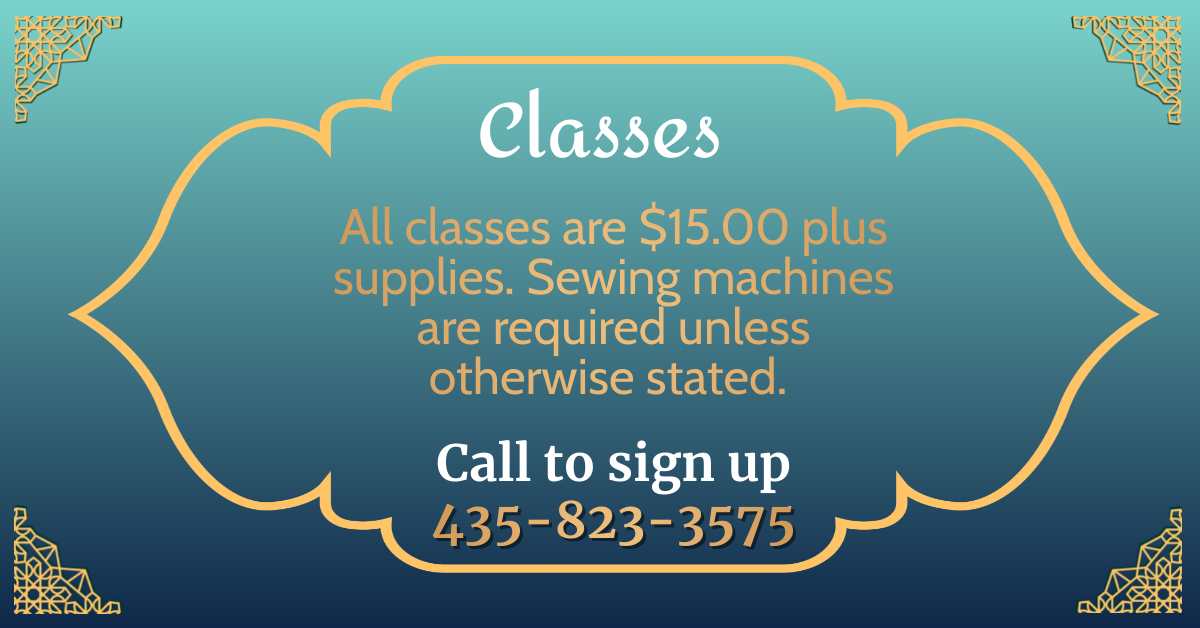 Classes
All classes are $15.00 plus
supplies. Sewing machines
are required unless
otherwise stated.
Call to sign up
435-823-3575